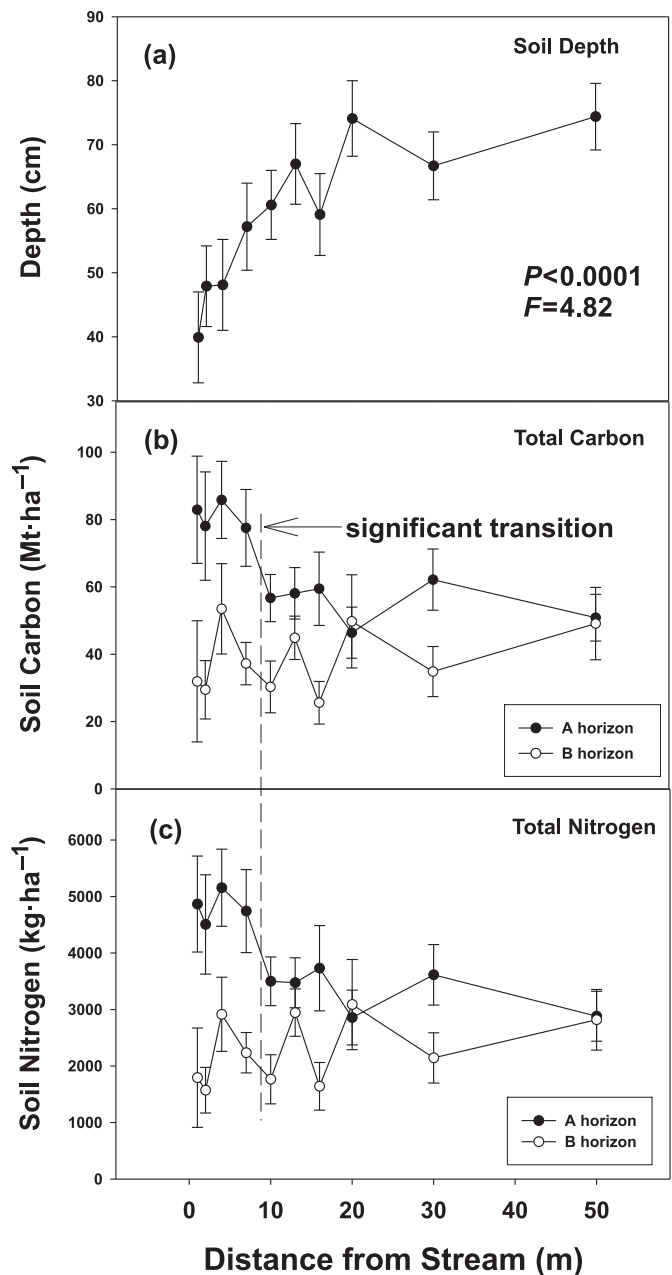 (a)
Soil Depth
90
80
70
60
50
40
30
Depth (cm)
P<0.0001
F=4.82
(b)
Total Carbon
100
80
60
40
20
0
Soil Carbon (Mt·ha⁻¹)
significant transition
A horizon
B horizon
(c)
Total Nitrogen
6000
5000
4000
3000
2000
1000
0
Soil Nitrogen (kg·ha⁻¹)
A horizon
B horizon
0 10 20 30 40 50
Distance from Stream (m)